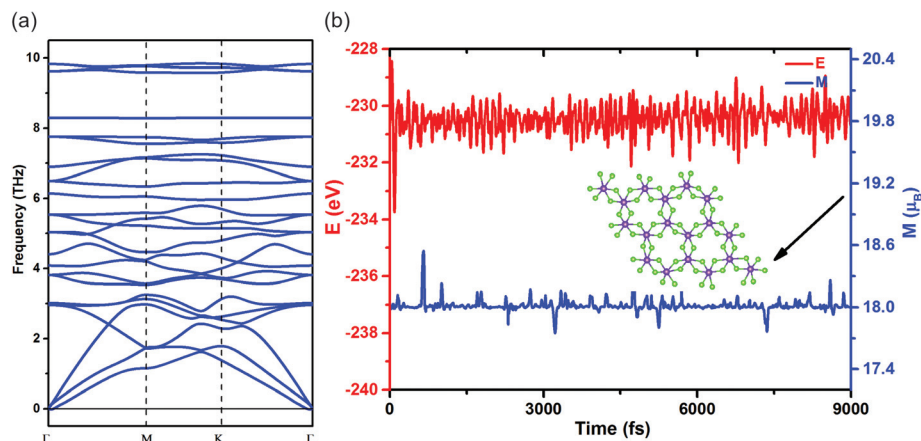 (a)
(b)
10
8
6
4
2
0
Frequency (THz)
Γ
M
K
Γ
-228
-230
-232
-234
-236
-238
-240
E (eV)
E
M
20.4
19.8
19.2
18.6
18.0
17.4
M (μB)
0
3000
6000
9000
Time (fs)